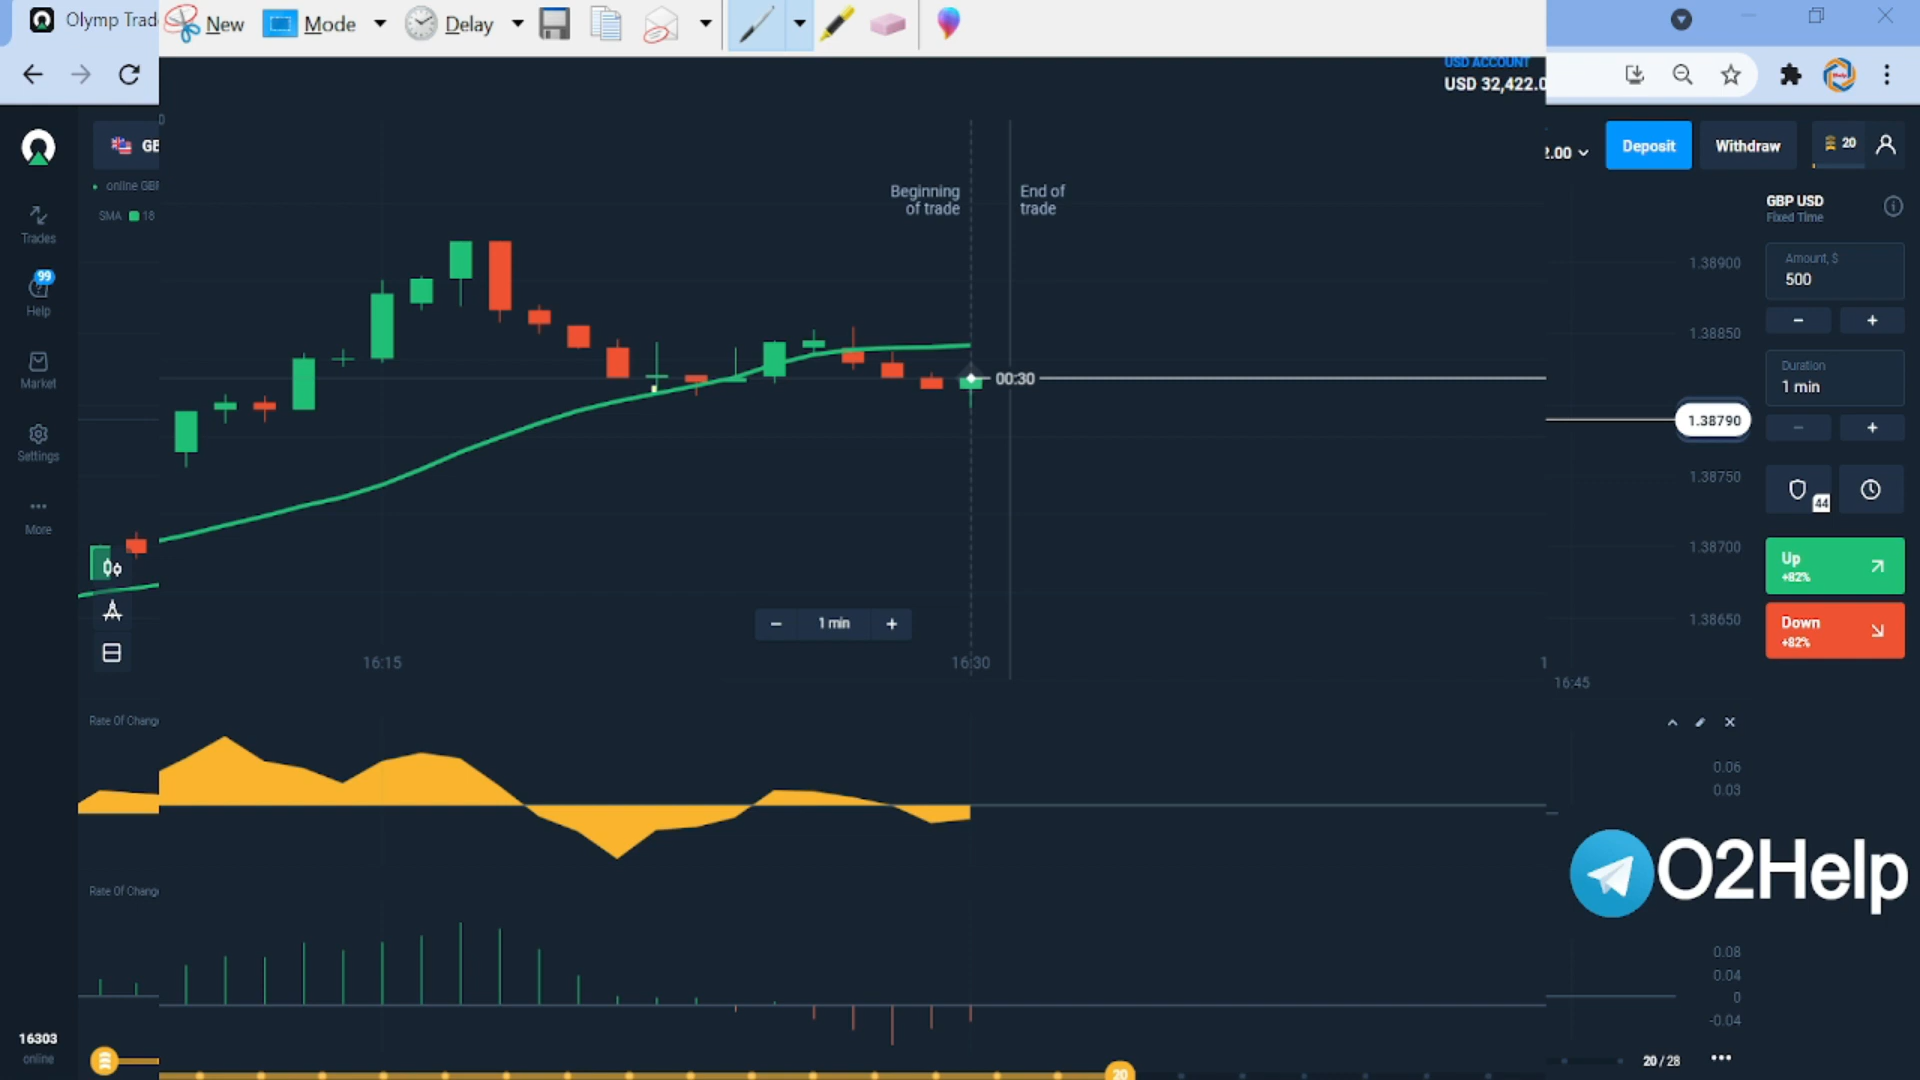 Olymp Trad
New
Mode
Delay
USD ACCOUNT
USD 32,422.0
2.00
Deposit
Withdraw
20
GB
online GBP
SMA 18
Trades
99
Help
Market
Settings
More
Beginning
of trade
End of
trade
00:30
1 min
16:15
16:30
1
16:45
1.38900
1.38850
1.38790
1.38750
1.38700
1.38650
GBP USD
Fixed Time
Amount, $
500
Duration
1 min
44
Up
+82%
Down
+82%
Rate Of Chang
0.06
0.03
O2Help
Rate Of Chang
0.08
0.04
0
-0.04
16303
online
20
20 / 28